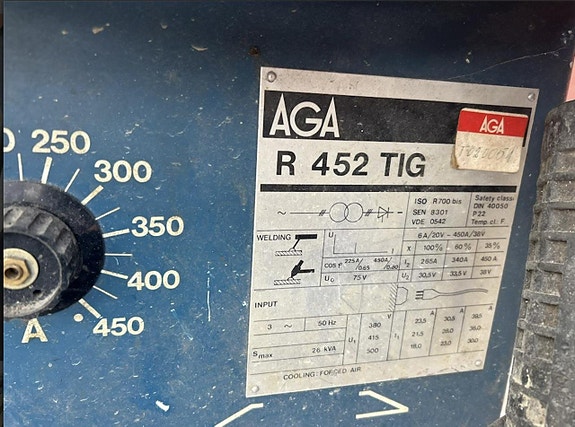 250
300
350
400
450
A
AGA
R 452 TIG
AGA
ISO R700 bis
SEN 8301
VDE 0542
Safety class
DIN 40050
P22
Temp. cl. F
WELDING
6A/20V - 450A/38V
X 100% 60% 35%
I2 265A 340A 450A
U2 30,5V 33,5V 38V
COS φ 225A/0.65 450A/0.80
U0 75V
INPUT
3 ~ 50 Hz
Smax 26 kVA
U1 V
380
415
500
I1 A A A
23,5 30,5 39,5
21,5 28,0 36,0
18,0 23,0 30,0
COOLING: FORCED AIR